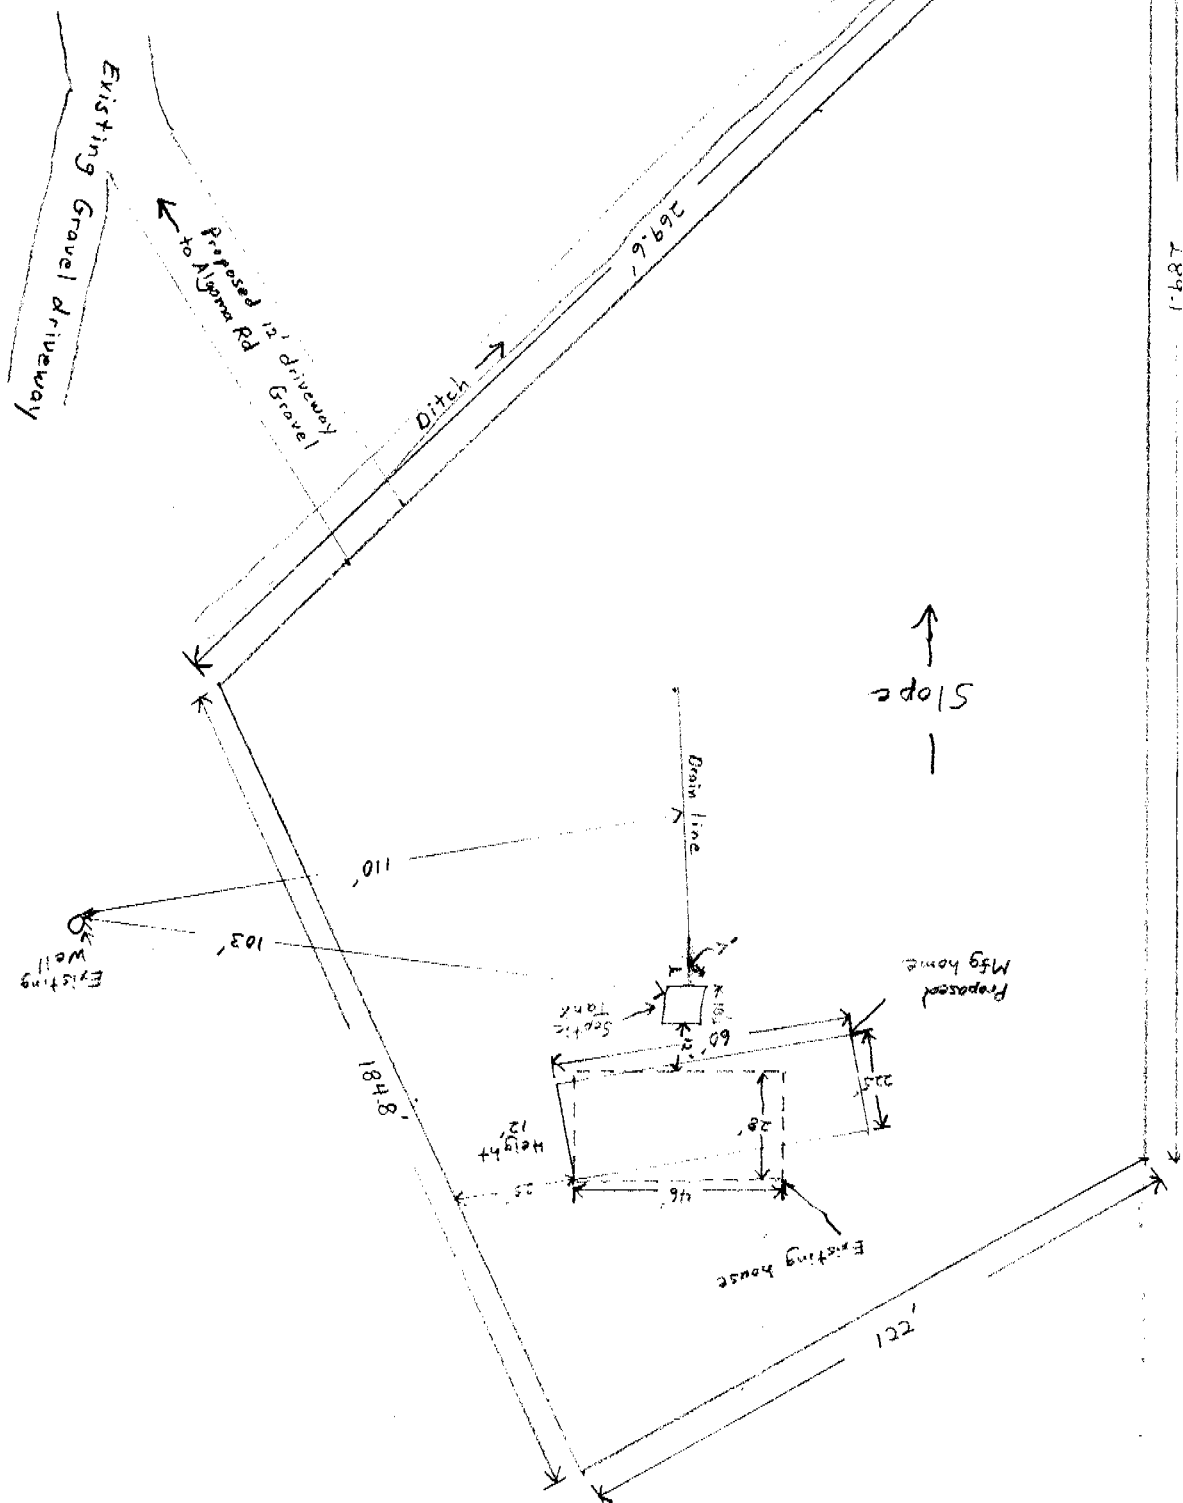 Existing Gravel driveway
Proposed 12' driveway
to Algoma Rd Gravel
269.6'
Ditch
289.1
Slope
Drain line
110'
103'
Existing
well
Septic
Tank
12'
60'
Proposed
Mfg home
22.5'
28'
Height
12'
25'
46'
Existing house
184.8'
122'